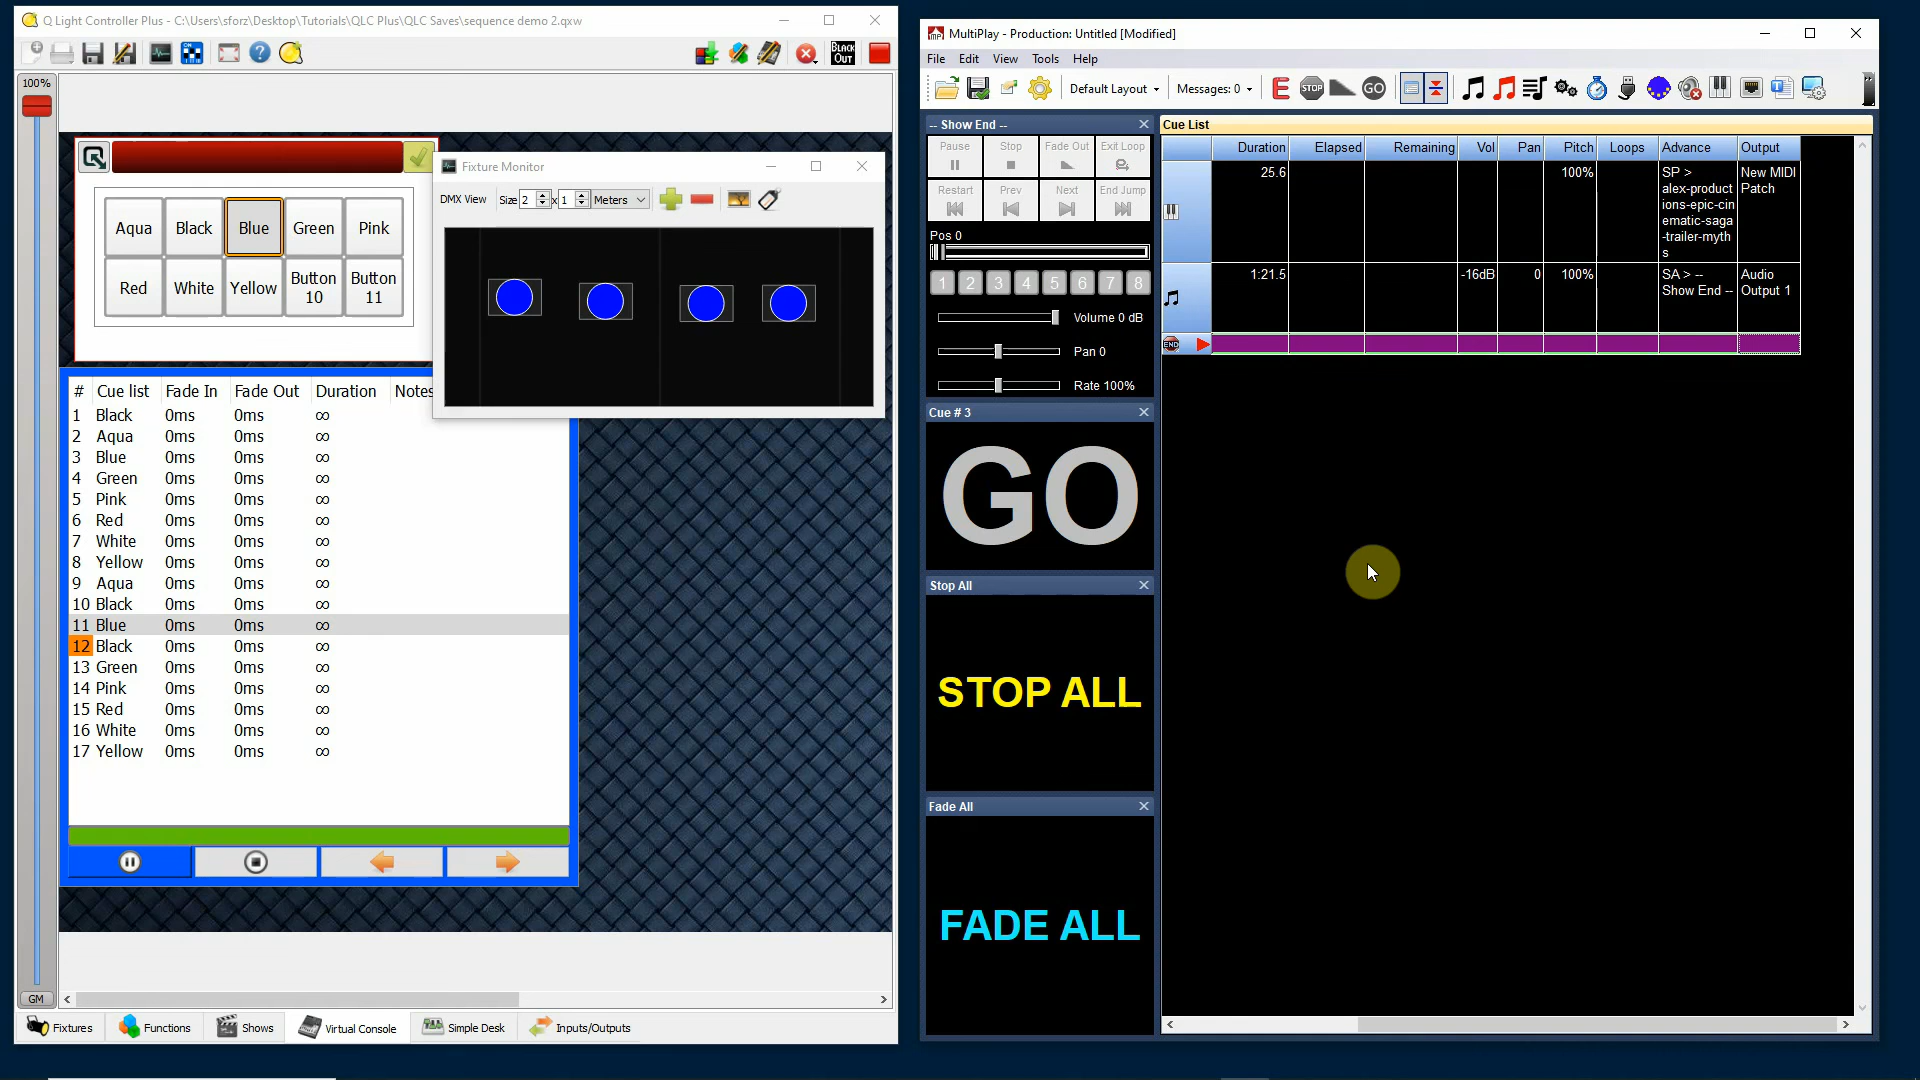 Q Light Controller Plus - C:\Users\sforz\Desktop\Tutorials\QLC Plus\QLC Saves\sequence demo 2.qxw
BLACK
OUT
100%
GM
Aqua
Black
Blue
Green
Pink
Red
White
Yellow
Button
10
Button
11
Fixture Monitor
DMX View Size 2 x 1 Meters
# Cue list Fade In Fade Out Duration Notes
1 Black 0ms 0ms ∞
2 Aqua 0ms 0ms ∞
3 Blue 0ms 0ms ∞
4 Green 0ms 0ms ∞
5 Pink 0ms 0ms ∞
6 Red 0ms 0ms ∞
7 White 0ms 0ms ∞
8 Yellow 0ms 0ms ∞
9 Aqua 0ms 0ms ∞
10 Black 0ms 0ms ∞
11 Blue 0ms 0ms ∞
12 Black 0ms 0ms ∞
13 Green 0ms 0ms ∞
14 Pink 0ms 0ms ∞
15 Red 0ms 0ms ∞
16 White 0ms 0ms ∞
17 Yellow 0ms 0ms ∞
Fixtures Functions Shows Virtual Console Simple Desk Inputs/Outputs
MultiPlay - Production: Untitled [Modified]
File Edit View Tools Help
Default Layout Messages: 0 E STOP GO
-- Show End --
Pause Stop Fade Out Exit Loop
Restart Prev Next End Jump
Pos 0
1 2 3 4 5 6 7 8
Volume 0 dB
Pan 0
Rate 100%
Cue # 3
GO
Stop All
STOP ALL
Fade All
FADE ALL
Cue List
Duration Elapsed Remaining Vol Pan Pitch Loops Advance Output
25.6 100%
SP >
alex-product
ions-epic-cin
ematic-saga
-trailer-myth
s
New MIDI
Patch
1:21.5 -16dB 0 100%
SA > --
Show End --
Audio
Output 1
END